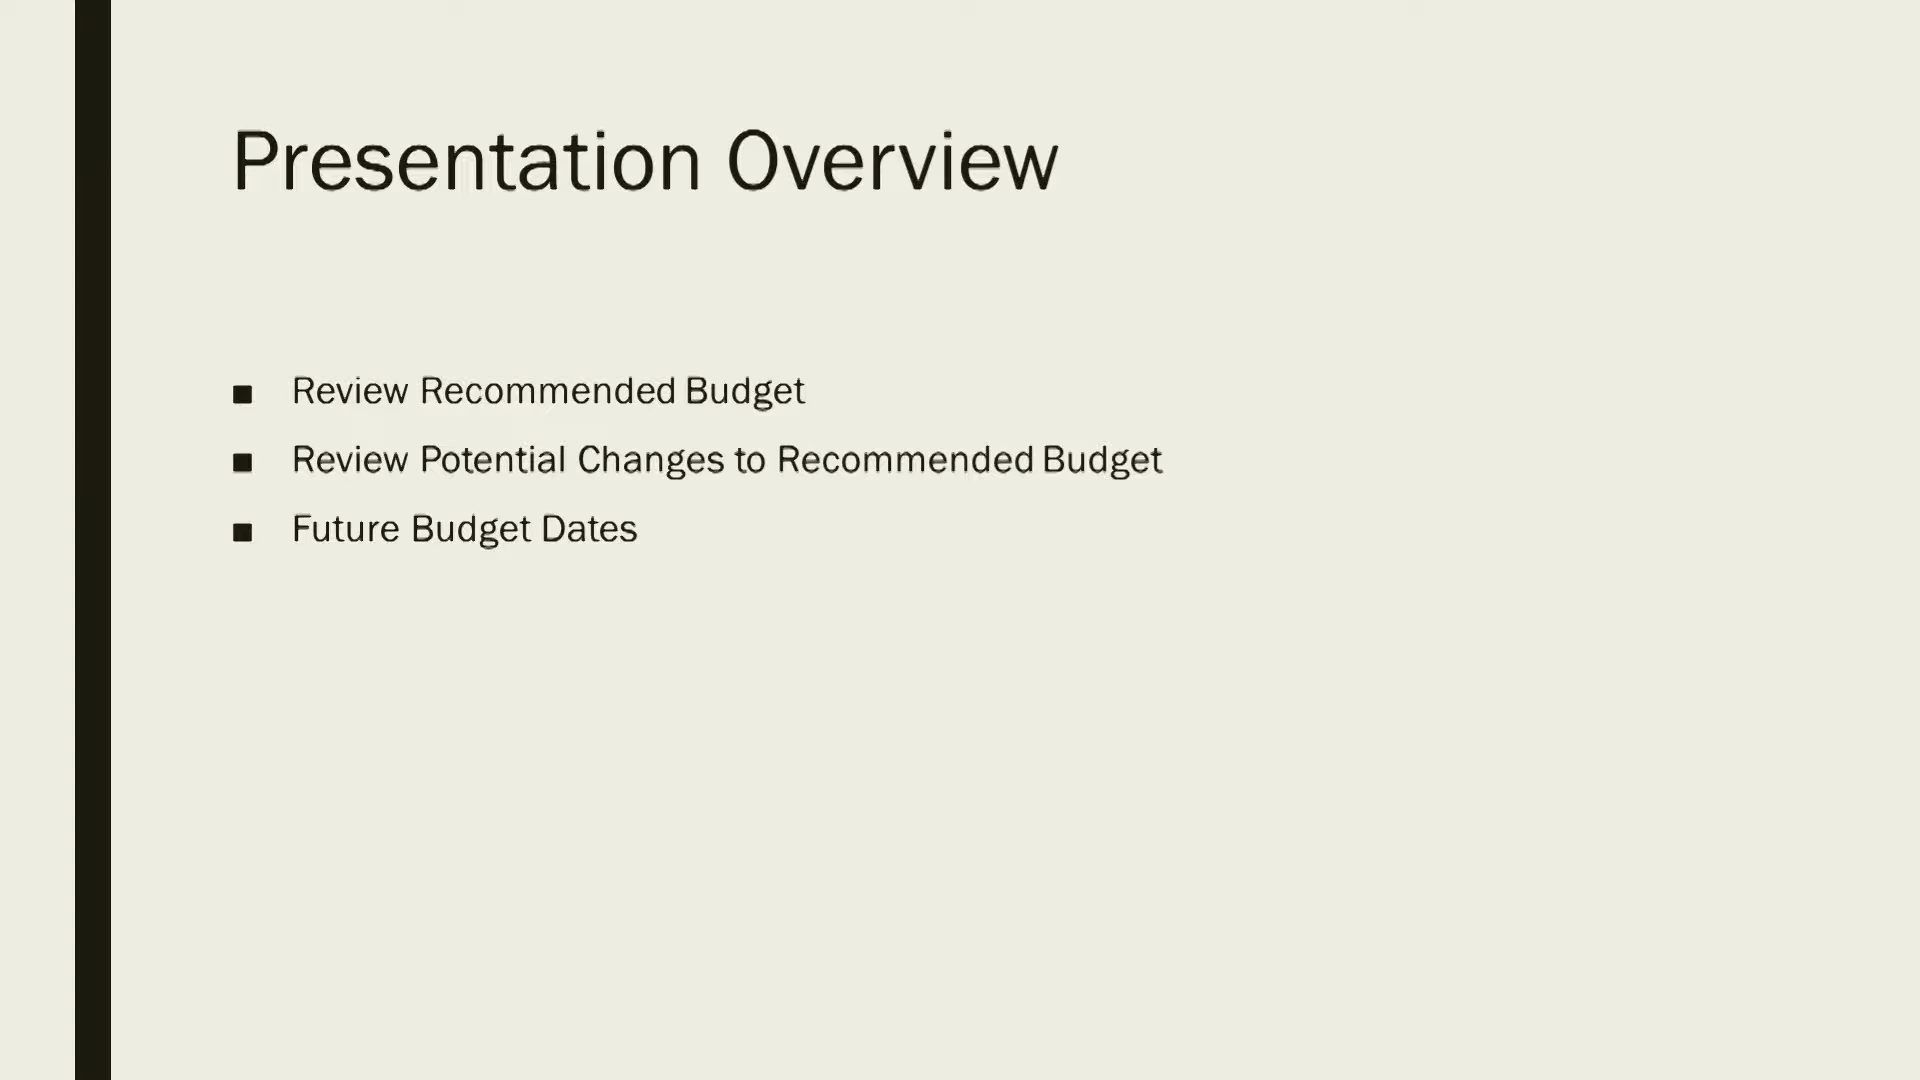 Presentation Overview
■ Review Recommended Budget
■ Review Potential Changes to Recommended Budget
■ Future Budget Dates